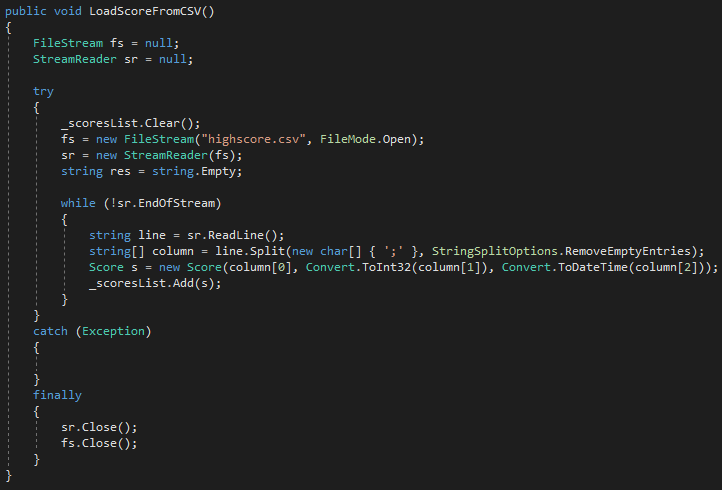 public void LoadScoreFromCSV()
{
    FileStream fs = null;
    StreamReader sr = null;

    try
    {
        _scoresList.Clear();
        fs = new FileStream("highscore.csv", FileMode.Open);
        sr = new StreamReader(fs);
        string res = string.Empty;

        while (!sr.EndOfStream)
        {
            string line = sr.ReadLine();
            string[] column = line.Split(new char[] { ';' }, StringSplitOptions.RemoveEmptyEntries);
            Score s = new Score(column[0], Convert.ToInt32(column[1]), Convert.ToDateTime(column[2]));
            _scoresList.Add(s);
        }
    }
    catch (Exception)
    {

    }
    finally
    {
        sr.Close();
        fs.Close();
    }
}